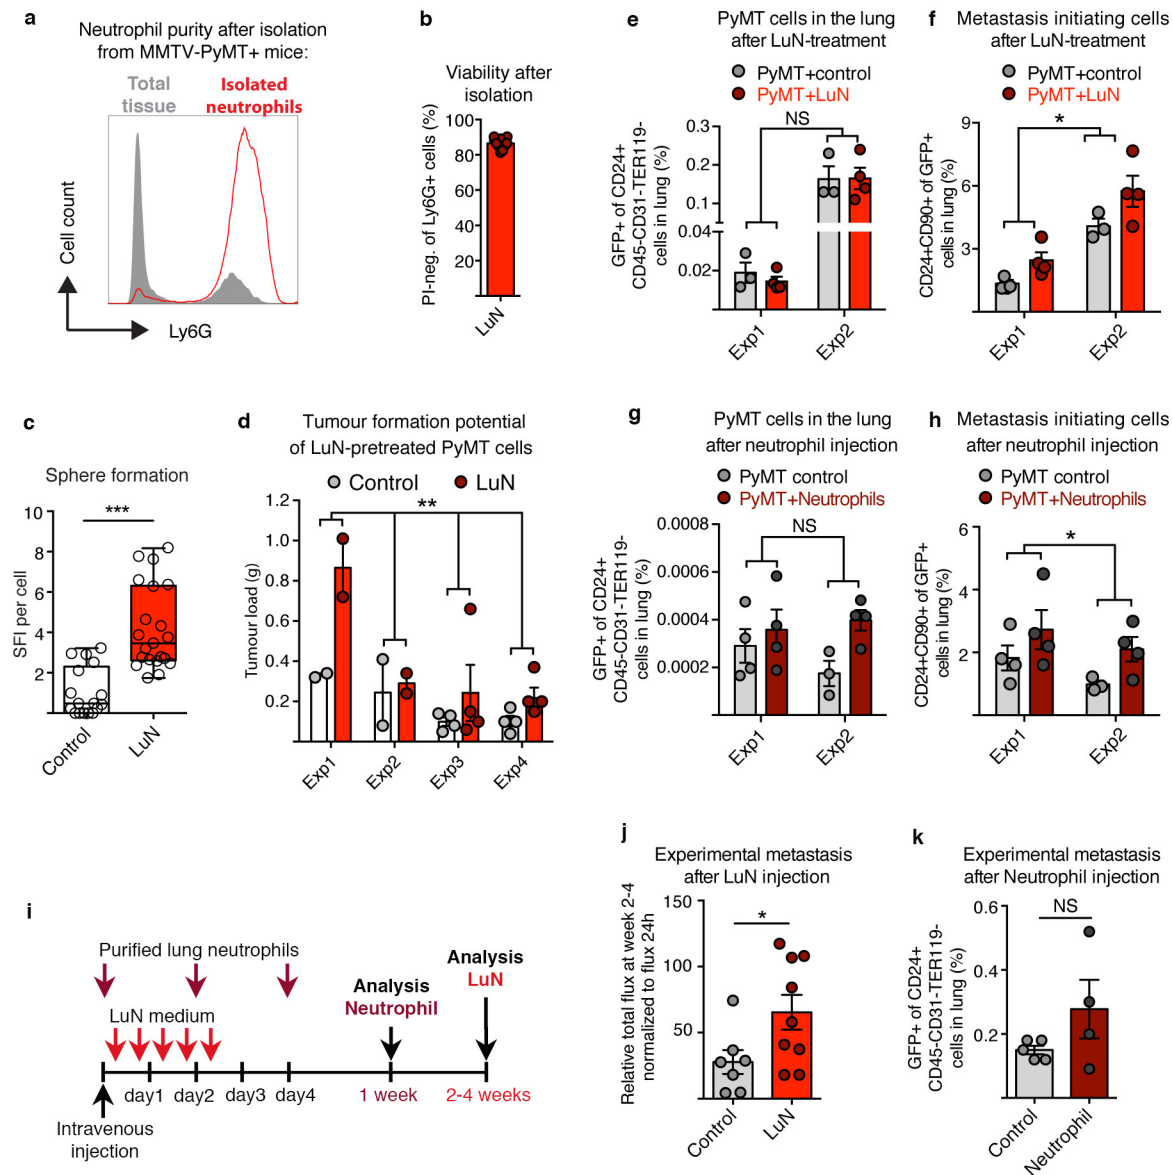 a
Neutrophil purity after isolation
from MMTV-PyMT+ mice:
Total
tissue
Isolated
neutrophils
Cell count
Ly6G
b
Viability after
isolation
PI-neg. of Ly6G+ cells (%)
100
80
60
40
20
LuN
c
Sphere formation
***
SFI per cell
10
8
6
4
2
Control
LuN
d
Tumour formation potential
of LuN-pretreated PyMT cells
Control
LuN
**
Tumour load (g)
1.2
1.0
0.8
0.6
0.4
0.2
Exp1
Exp2
Exp3
Exp4
e
PyMT cells in the lung
after LuN-treatment
PyMT+control
PyMT+LuN
NS
GFP+ of CD24+
CD45-CD31-TER119-
cells in lung (%)
0.3
0.2
0.1
0.04
0.02
Exp1
Exp2
f
Metastasis initiating cells
after LuN-treatment
PyMT+control
PyMT+LuN
*
CD24+CD90+ of GFP+
cells in lung (%)
9
6
3
Exp1
Exp2
g
PyMT cells in the lung
after neutrophil injection
PyMT control
PyMT+Neutrophils
NS
GFP+ of CD24+
CD45-CD31-TER119-
cells in lung (%)
0.0008
0.0006
0.0004
0.0002
Exp1
Exp2
h
Metastasis initiating cells
after neutrophil injection
PyMT control
PyMT+Neutrophils
*
CD24+CD90+ of GFP+
cells in lung (%)
6
4
2
Exp1
Exp2
i
Purified lung neutrophils
LuN medium
Analysis
Neutrophil
Analysis
LuN
day1
day2
day3
day4
1 week
2-4 weeks
Intravenous
injection
j
Experimental metastasis
after LuN injection
*
Relative total flux at week 2-4
normalized to flux 24h
150
100
50
Control
LuN
k
Experimental metastasis
after Neutrophil injection
NS
GFP+ of CD24+
CD45-CD31-TER119-
cells in lung (%)
0.6
0.4
0.2
Control
Neutrophil